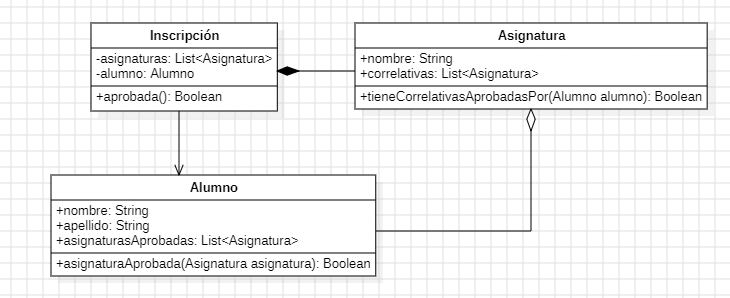 Inscripción
-asignaturas: List<Asignatura>
-alumno: Alumno
+aprobada(): Boolean
Asignatura
+nombre: String
+correlativas: List<Asignatura>
+tieneCorrelativasAprobadasPor(Alumno alumno): Boolean
Alumno
+nombre: String
+apellido: String
+asignaturasAprobadas: List<Asignatura>
+asignaturaAprobada(Asignatura asignatura): Boolean